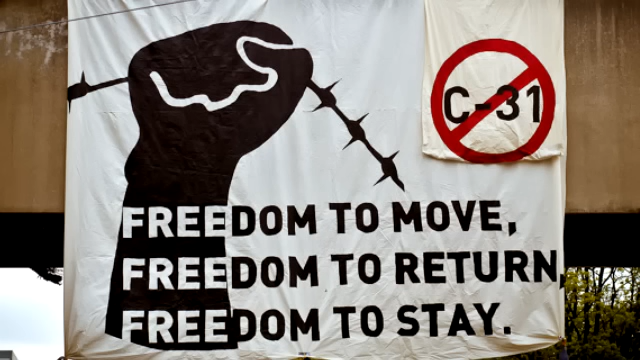 C-31
FREEDOM TO MOVE,
FREEDOM TO RETURN,
FREEDOM TO STAY.